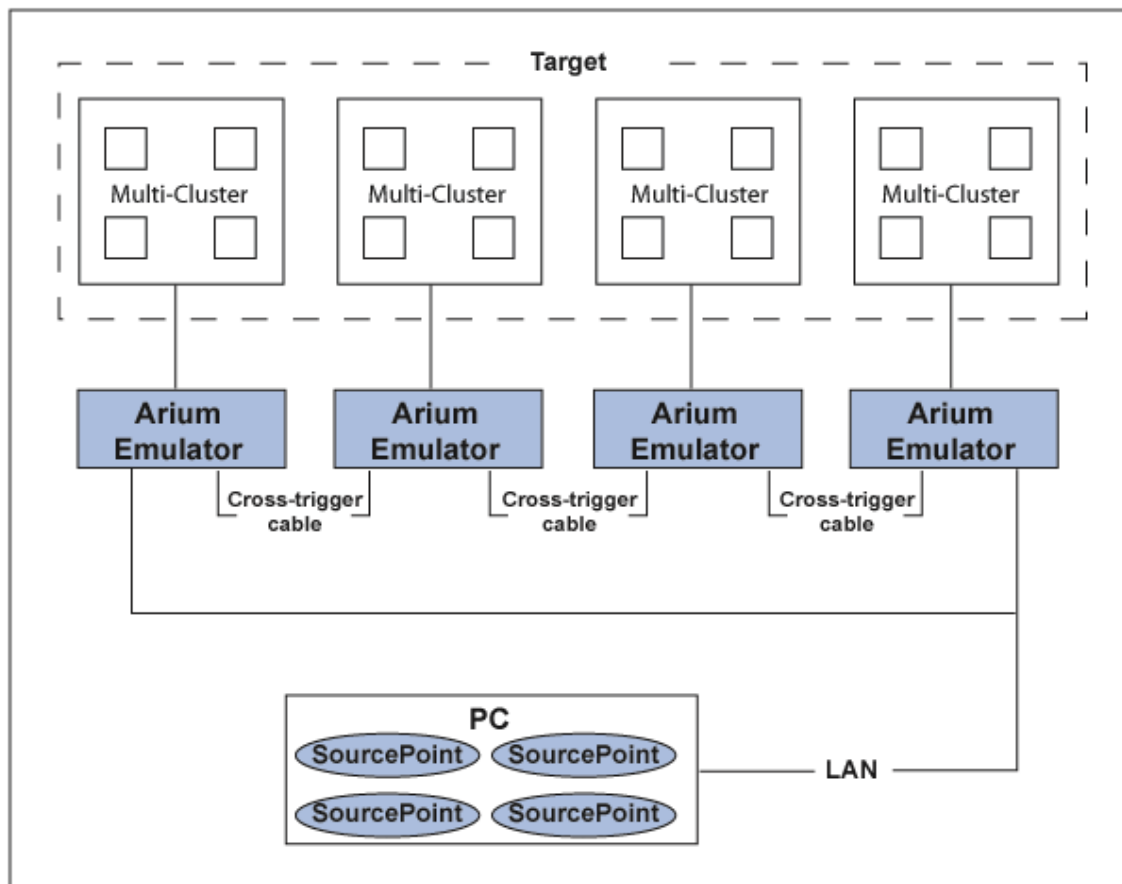 Target
Multi-Cluster
Multi-Cluster
Multi-Cluster
Multi-Cluster
Arium
Emulator
Arium
Emulator
Arium
Emulator
Arium
Emulator
Cross-trigger
cable
Cross-trigger
cable
Cross-trigger
cable
PC
SourcePoint
SourcePoint
SourcePoint
SourcePoint
LAN